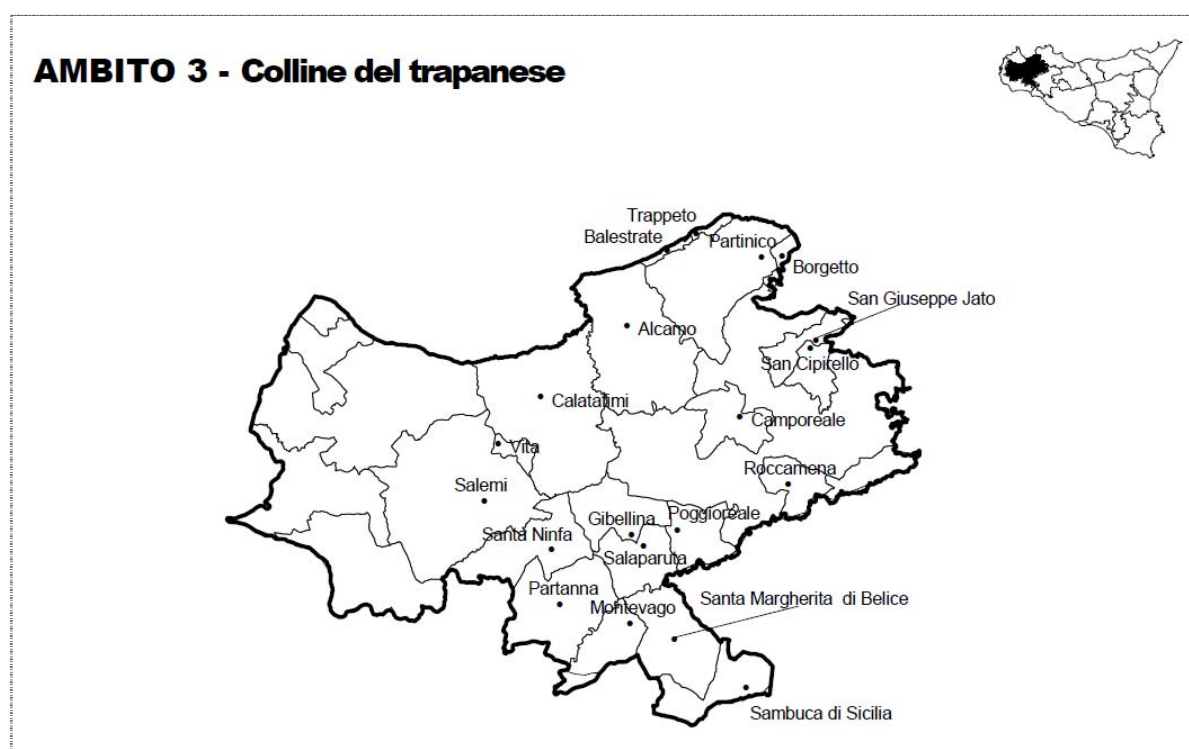 AMBITO 3 - Colline del trapanese
Trappeto
Balestrate
Partinico
Borgetto
San Giuseppe Jato
Alcamo
San Cipirello
Calatafimi
Camporeale
Vita
Roccamena
Salemi
Gibellina
Poggioreale
Santa Ninfa
Salaparuta
Partanna
Montevago
Santa Margherita di Belice
Sambuca di Sicilia